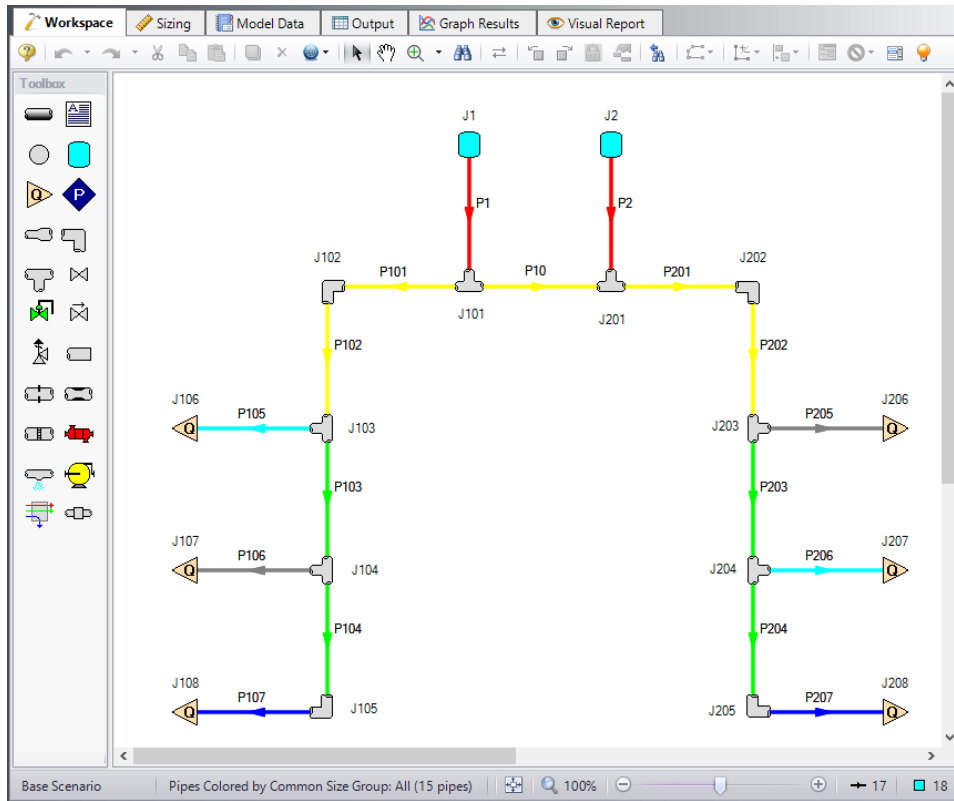 Workspace Sizing Model Data Output Graph Results Visual Report
Toolbox
A
Q P
J1 J2
P1 P2
J102 P101 P10 P201 J202
J101 J201
P102 P202
J106 P105 J103 J203 P205 J206
Q Q
P103 P203
J107 P106 J104 J204 P206 J207
Q Q
P104 P204
J108 P107 J105 J205 P207 J208
Q Q
Base Scenario Pipes Colored by Common Size Group: All (15 pipes) 100% 17 18